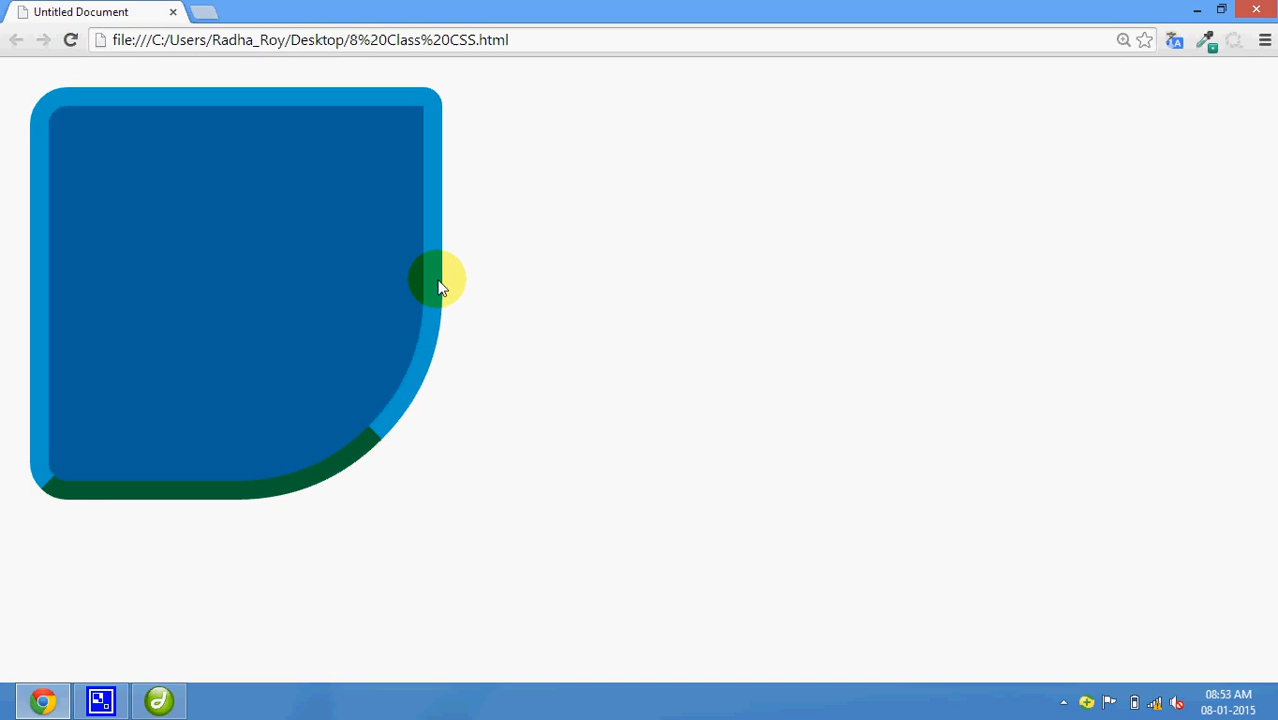 Untitled Document
file:///C:/Users/Radha_Roy/Desktop/8%20Class%20CSS.html
08:53 AM
08-01-2015